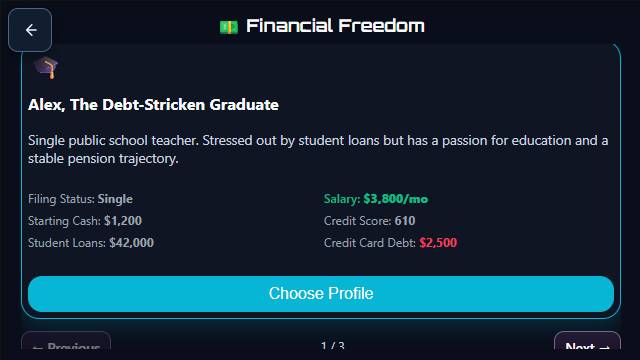 Financial Freedom
Alex, The Debt-Stricken Graduate
Single public school teacher. Stressed out by student loans but has a passion for education and a
stable pension trajectory.
Filing Status: Single
Salary: $3,800/mo
Starting Cash: $1,200
Credit Score: 610
Student Loans: $42,000
Credit Card Debt: $2,500
Choose Profile
← Previous
1 / 3
Next →